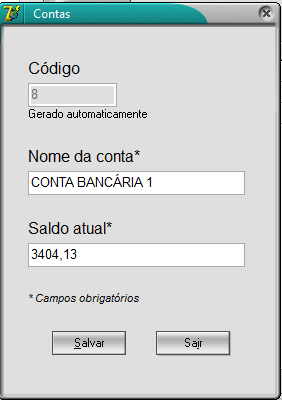 Contas
Código
8
Gerado automaticamente
Nome da conta*
CONTA BANCÁRIA 1
Saldo atual*
3404,13
* Campos obrigatórios
Salvar
Sair